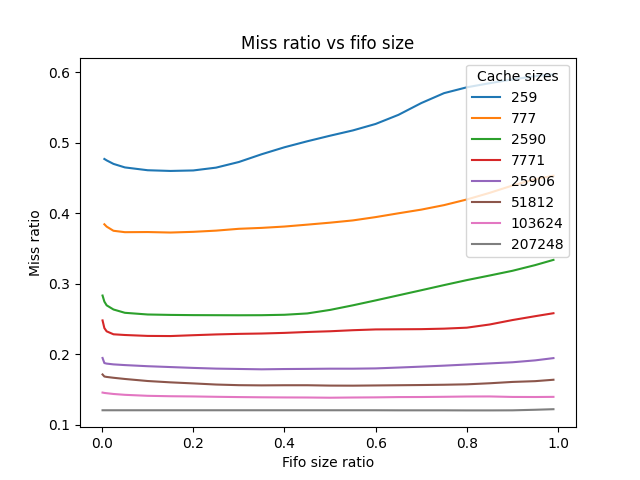 Miss ratio vs fifo size
Miss ratio
0.6
0.5
0.4
0.3
0.2
0.1
Cache sizes
259
777
2590
7771
25906
51812
103624
207248
0.0 0.2 0.4 0.6 0.8 1.0
Fifo size ratio